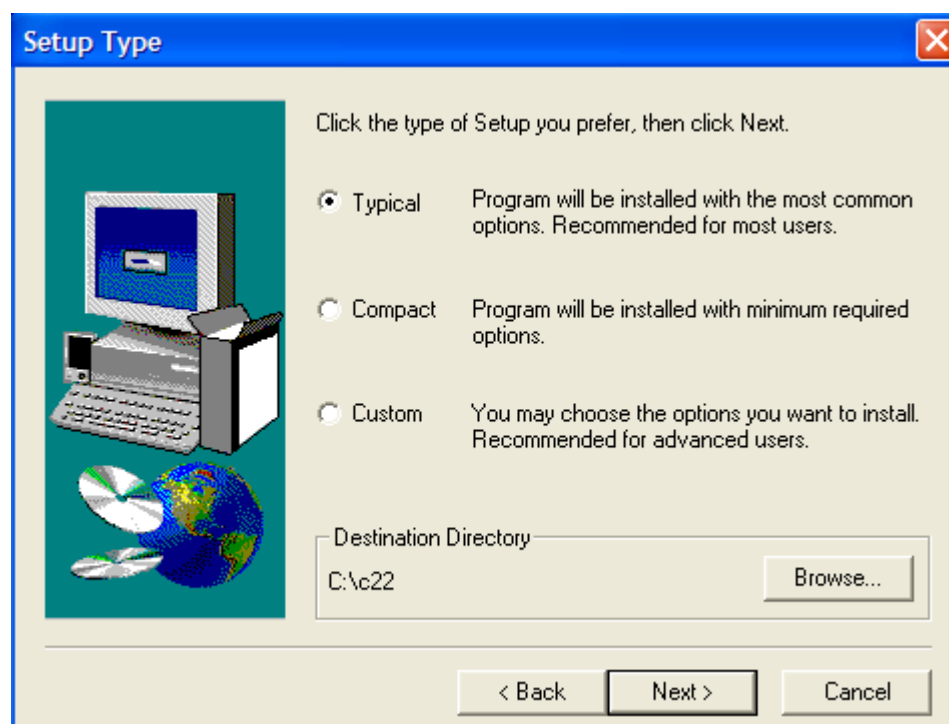 Setup Type
Click the type of Setup you prefer, then click Next.
Typical Program will be installed with the most common
options. Recommended for most users.
Compact Program will be installed with minimum required
options.
Custom You may choose the options you want to install.
Recommended for advanced users.
Destination Directory
C:\c22 Browse...
< Back Next > Cancel